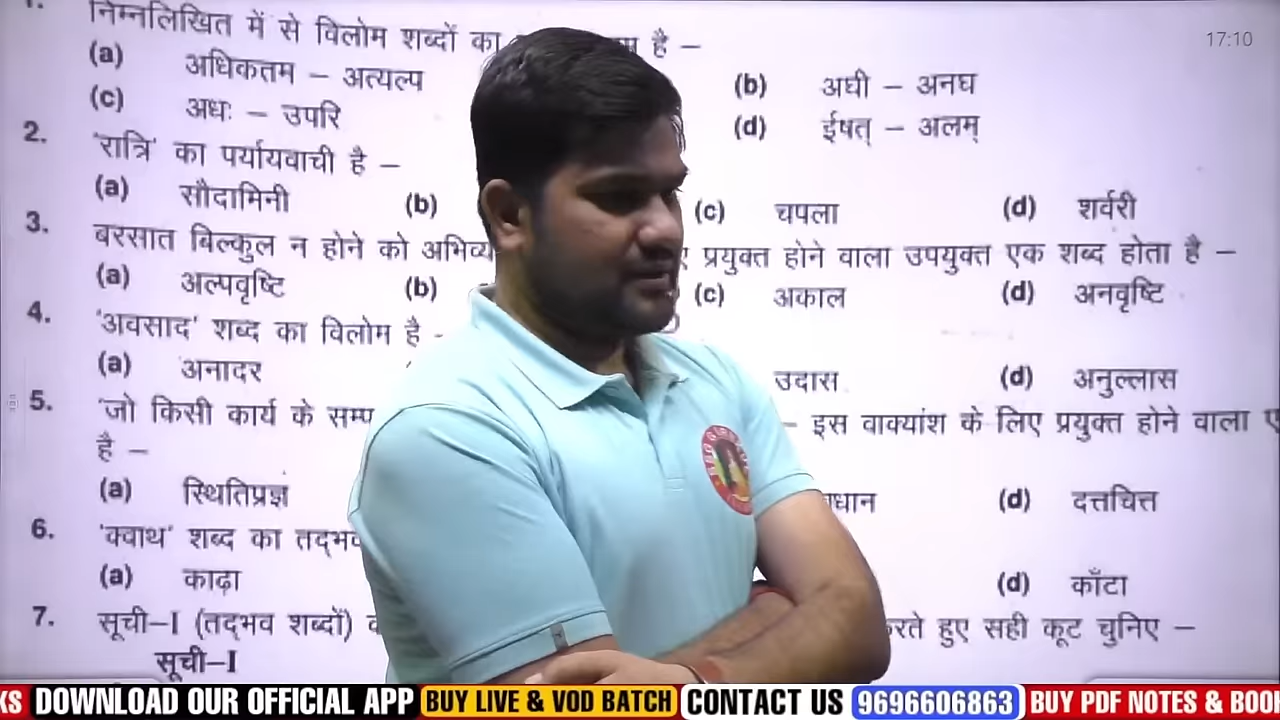 1. निम्नलिखित में से विलोम शब्दों का है –
(a) अधिकतम – अत्यल्प (b) अघी – अनघ
(c) अधः – उपरि (d) ईषत् – अलम्
2. 'रात्रि' का पर्यायवाची है –
(a) सौदामिनी (b) (c) चपला (d) शर्वरी
3. बरसात बिल्कुल न होने को प्रयुक्त होने वाला उपयुक्त एक शब्द होता है –
(a) अल्पवृष्टि (b) (c) अकाल (d) अनवृष्टि
4. 'अवसाद' शब्द का विलोम है -
(a) अनादर उदास (d) अनुल्लास
5. 'जो किसी कार्य के – इस वाक्यांश के लिए प्रयुक्त होने वाला
है –
(a) स्थितिप्रज्ञ (d) दत्तचित्त
6. 'क्वाथ' शब्द का
(a) काढ़ा (d) काँटा
7. सूची–I (तद्भव शब्दों) हुए सही कूट चुनिए –
सूची–I
17:10
DOWNLOAD OUR OFFICIAL APP BUY LIVE & VOD BATCH CONTACT US 9696606863 BUY PDF NOTES &